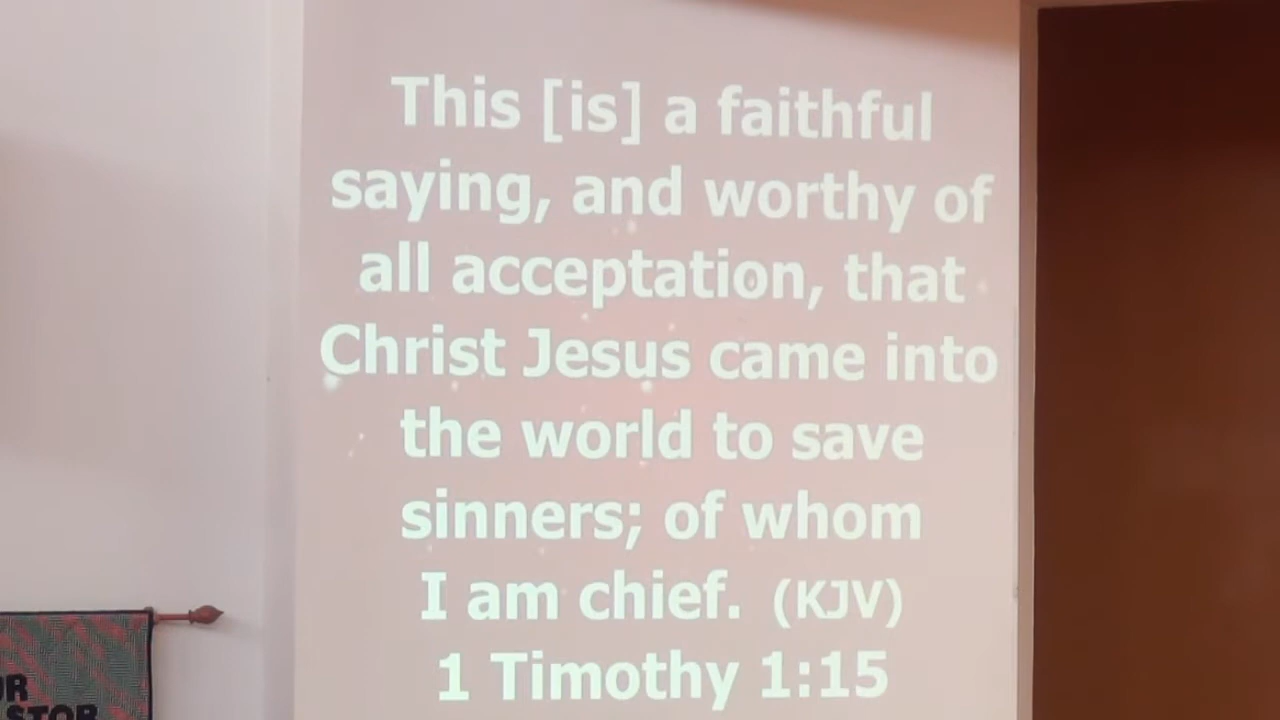 This [is] a faithful
saying, and worthy of
all acceptation, that
Christ Jesus came into
the world to save
sinners; of whom
I am chief. (KJV)
1 Timothy 1:15